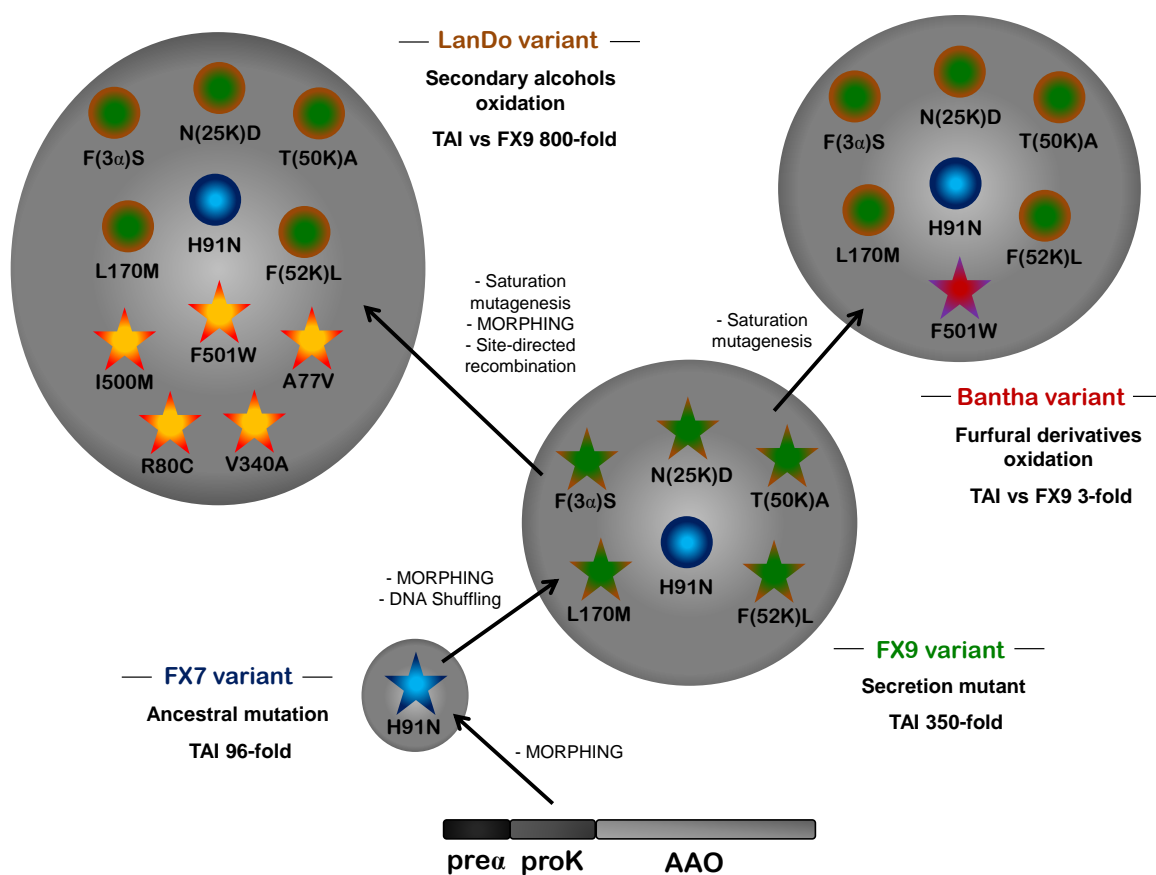 LanDo variant
Secondary alcohols
oxidation
TAI vs FX9 800-fold
F(3α)S
N(25K)D
T(50K)A
H91N
L170M
F(52K)L
I500M
F501W
A77V
R80C
V340A
F(3α)S
N(25K)D
T(50K)A
H91N
L170M
F(52K)L
F501W
Bantha variant
Furfural derivatives
oxidation
TAI vs FX9 3-fold
- Saturation
mutagenesis
- MORPHING
- Site-directed
recombination
- Saturation
mutagenesis
N(25K)D
F(3α)S
T(50K)A
H91N
L170M
F(52K)L
FX9 variant
Secretion mutant
TAI 350-fold
- MORPHING
- DNA Shuffling
FX7 variant
Ancestral mutation
TAI 96-fold
H91N
- MORPHING
preα
proK
AAO